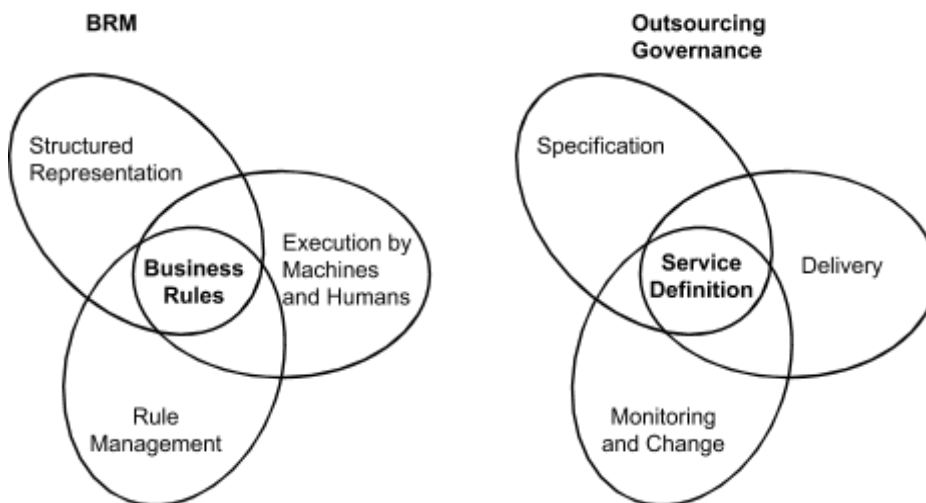 BRM
Structured
Representation
Execution by
Machines
and Humans
Business
Rules
Rule
Management
Outsourcing
Governance
Specification
Delivery
Service
Definition
Monitoring
and Change